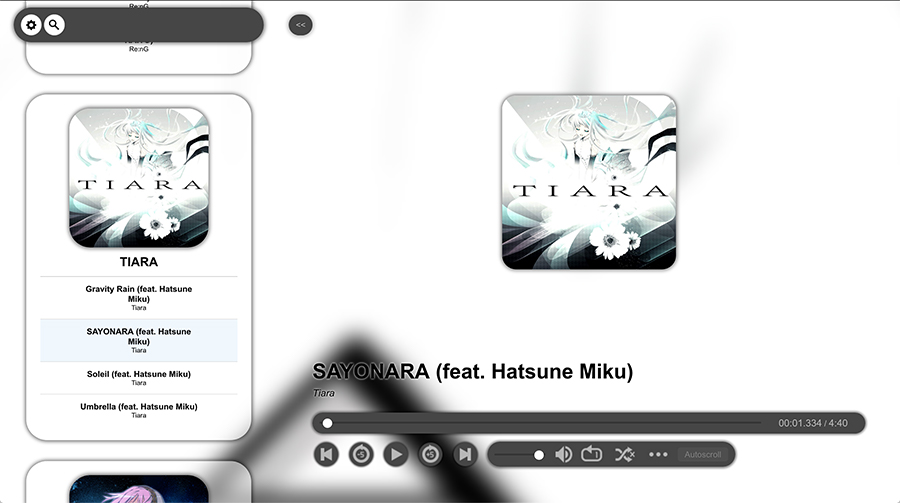 Re:nG
Re:nG
<<
TIARA
TIARA
Gravity Rain (feat. Hatsune
Miku)
Tiara
SAYONARA (feat. Hatsune
Miku)
Tiara
Soleil (feat. Hatsune Miku)
Tiara
Umbrella (feat. Hatsune Miku)
Tiara
TIARA
SAYONARA (feat. Hatsune Miku)
Tiara
00:01.334 / 4:40
-5
+5
Autoscroll